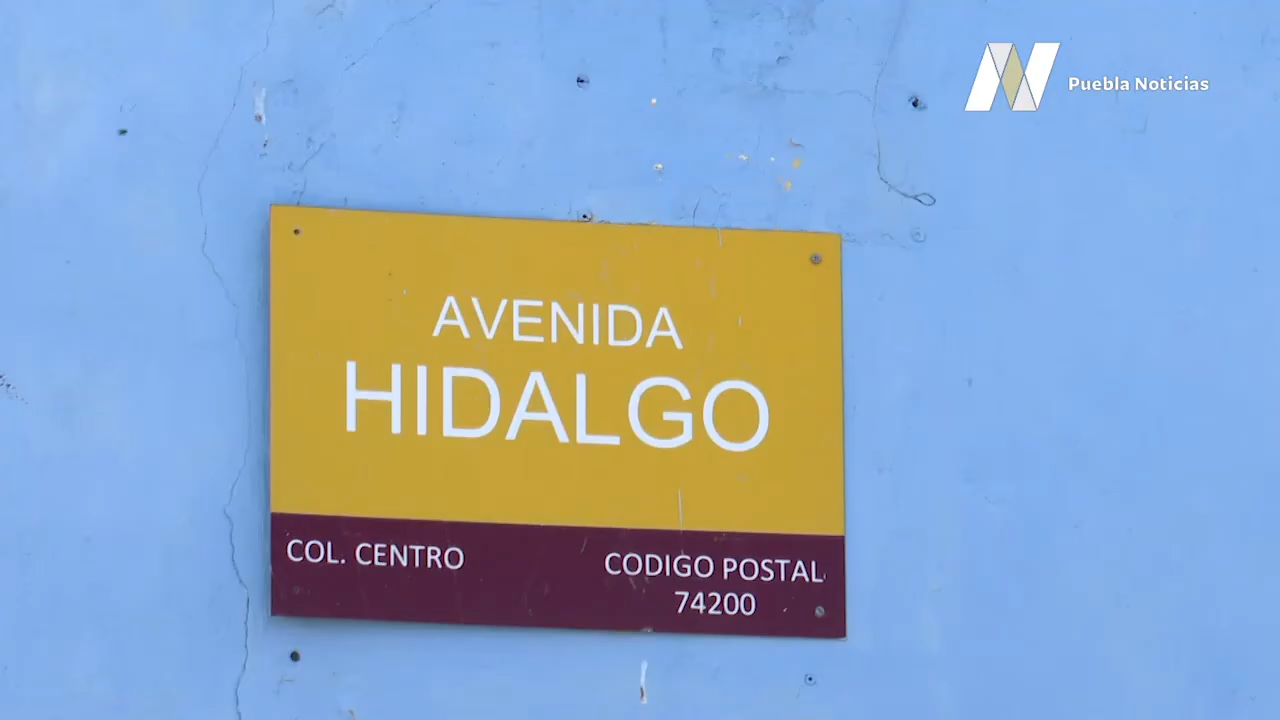 Puebla Noticias
AVENIDA
HIDALGO
COL. CENTRO
CODIGO POSTAL
74200